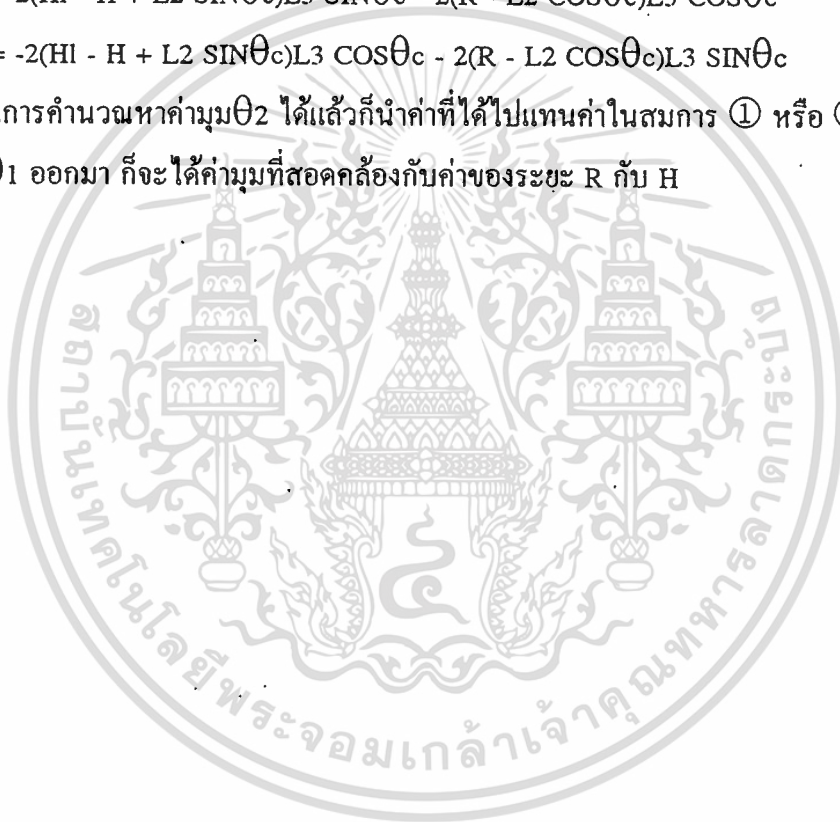 = -2(Hl - H + L2 SINθc)L3 COSθc - 2(R - L2 COSθc)L3 SINθc
การคำนวณหาค่ามุมθ2 ได้แล้วก็นำค่าที่ได้ไปแทนค่าในสมการ ① หรือ
θ1 ออกมา ก็จะได้ค่ามุมที่สอดคล้องกับค่าของระยะ R กับ H
สถาบันเทคโนโลยีพระจอมเกล้าเจ้าคุณทหารลาดกระบัง